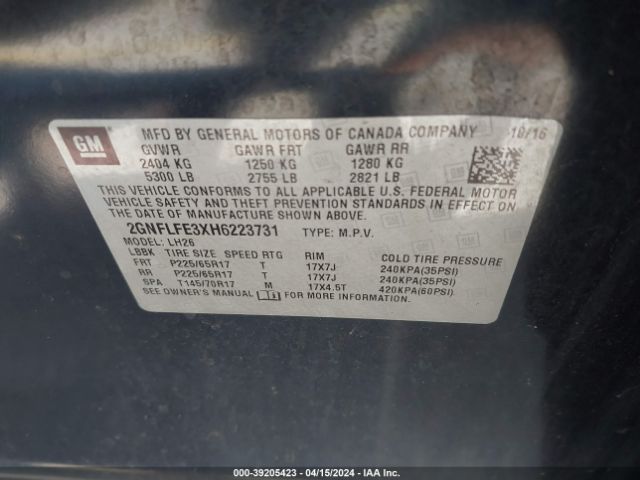 GM
MFD BY GENERAL MOTORS OF CANADA COMPANY 10/16
GVWR GAWR FRT GAWR RR
2404 KG 1250 KG 1280 KG
5300 LB 2755 LB 2821 LB
THIS VEHICLE CONFORMS TO ALL APPLICABLE U.S. FEDERAL MOTOR
VEHICLE SAFETY AND THEFT PREVENTION STANDARDS IN EFFECT ON
THE DATE OF MANUFACTURE SHOWN ABOVE.
2GNFLFE3XH6223731 TYPE: M.P.V.
MODEL: LH26
LBBK TIRE SIZE SPEED RTG RIM COLD TIRE PRESSURE
FRT P225/65R17 T 17X7J 240KPA(35PSI)
RR P225/65R17 T 17X7J 240KPA(35PSI)
SPA T145/70R17 M 17X4.5T 420KPA(60PSI)
SEE OWNER'S MANUAL FOR ADDITIONAL INFORMATION.
000-39205423 - 04/15/2024 - IAA Inc.